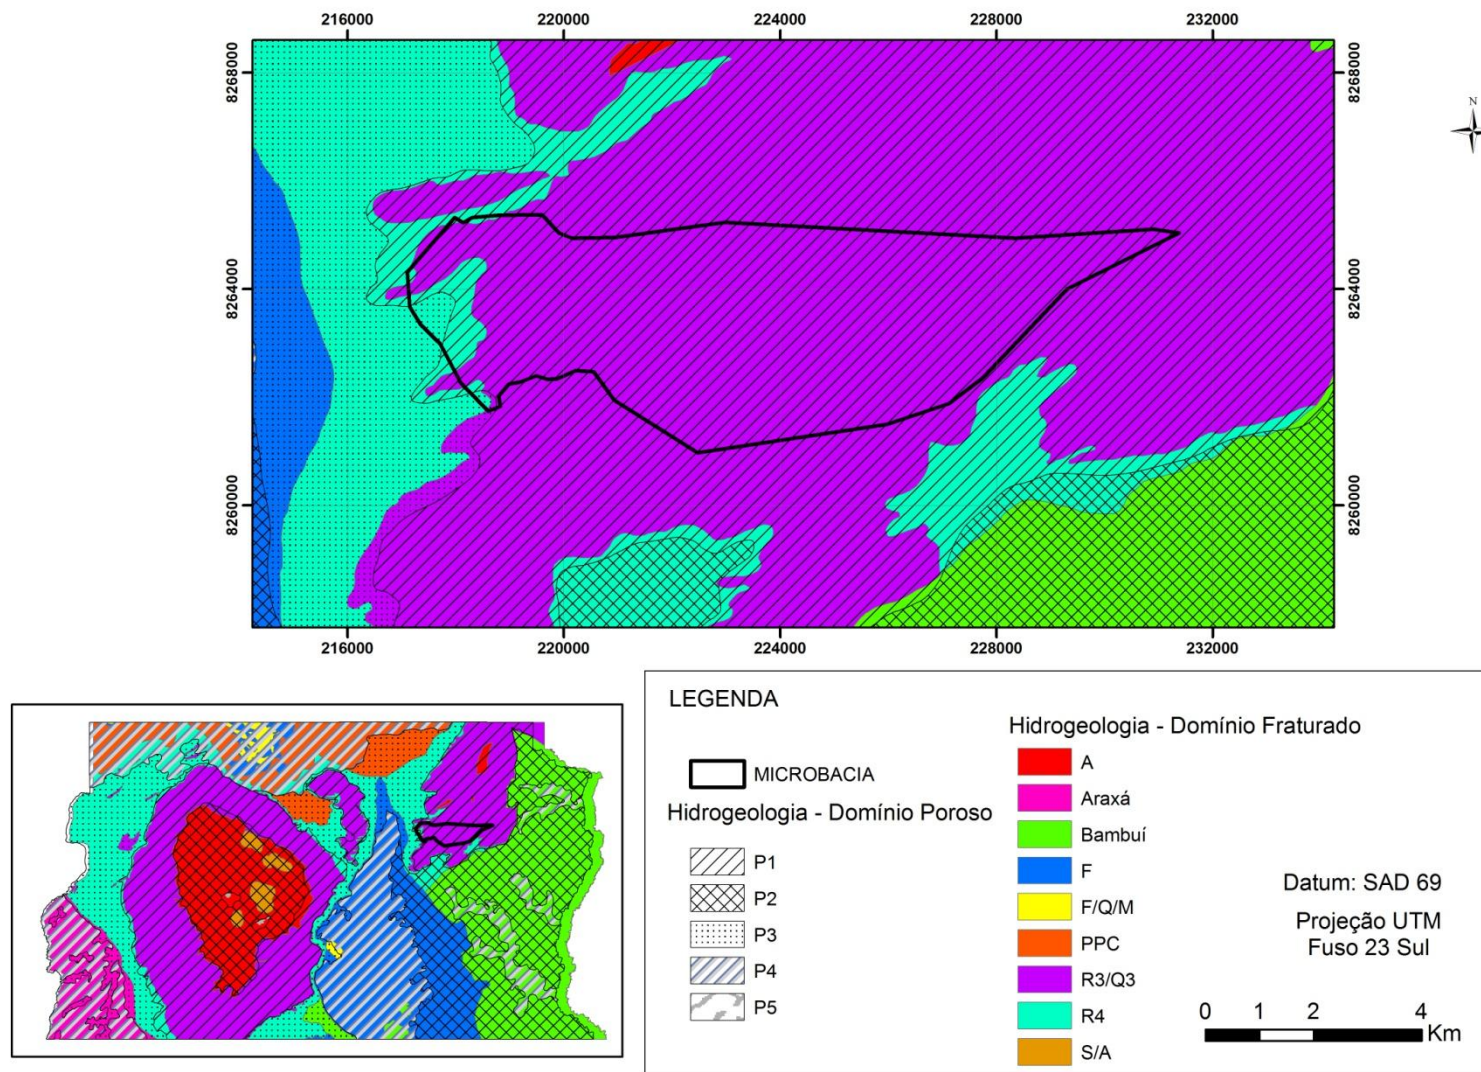 216000 220000 224000 228000 232000
8268000 8268000
N
8264000 8264000
8260000 8260000
216000 220000 224000 228000 232000
LEGENDA
MICROBACIA
Hidrogeologia - Domínio Poroso
P1
P2
P3
P4
P5
Hidrogeologia - Domínio Fraturado
A
Araxá
Bambuí
F
F/Q/M
PPC
R3/Q3
R4
S/A
Datum: SAD 69
Projeção UTM
Fuso 23 Sul
0 1 2 4
Km